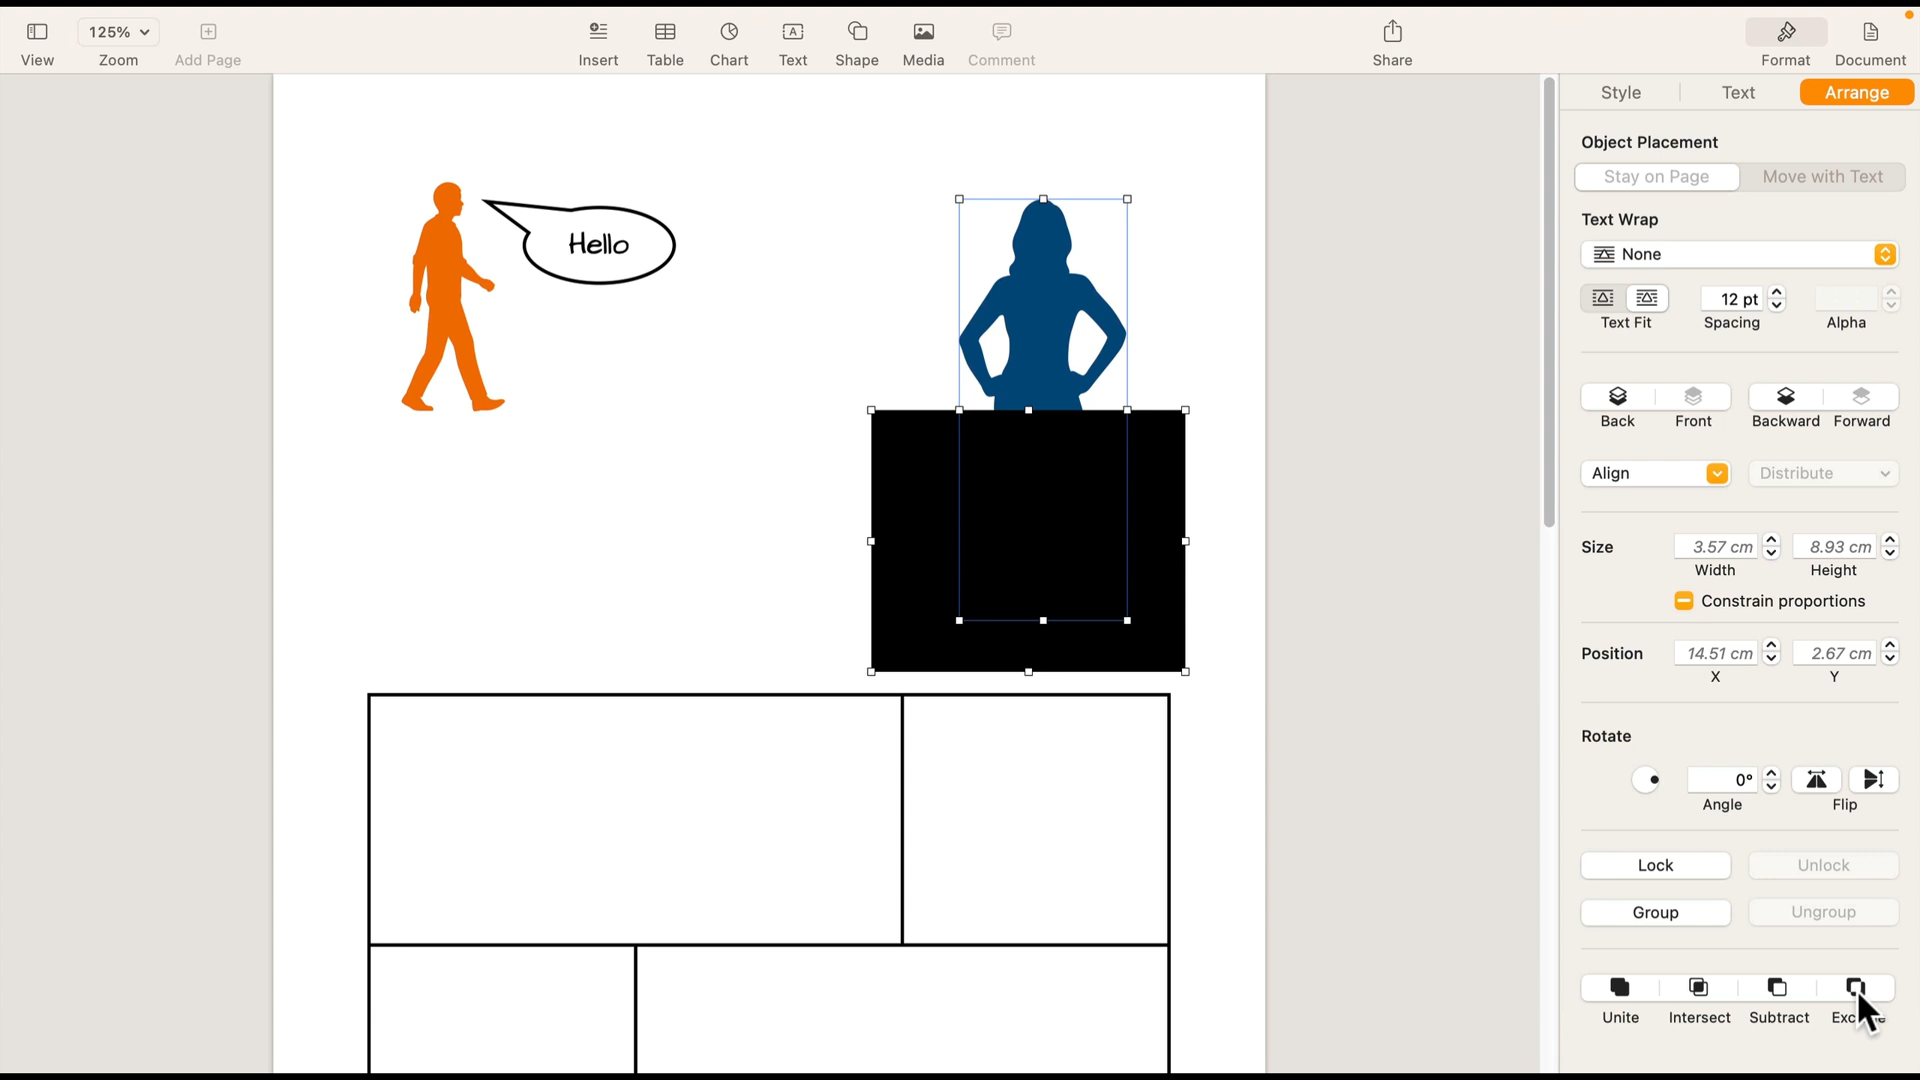 125%
View Zoom Add Page Insert Table Chart Text Shape Media Comment Share Format Document
Style Text Arrange
Object Placement
Stay on Page Move with Text
Text Wrap
None
12 pt
Text Fit Spacing Alpha
Back Front Backward Forward
Align Distribute
Size 3.57 cm 8.93 cm
Width Height
Constrain proportions
Position 14.51 cm 2.67 cm
X Y
Rotate
0°
Angle Flip
Lock Unlock
Group Ungroup
Unite Intersect Subtract
Hello